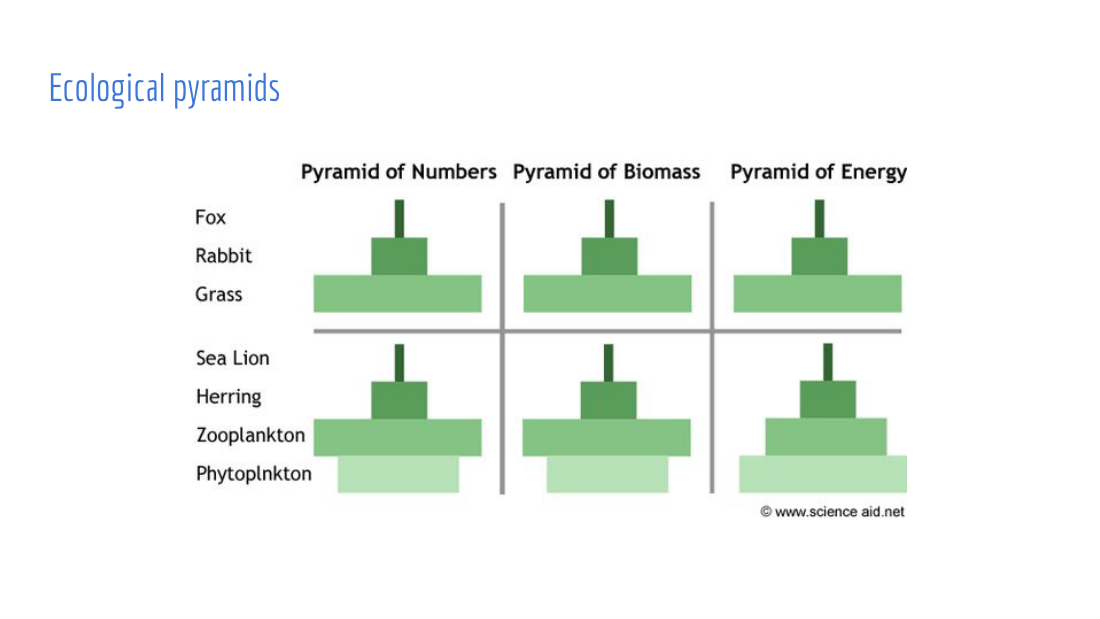 Ecological pyramids
Pyramid of Numbers Pyramid of Biomass Pyramid of Energy
Fox
Rabbit
Grass
Sea Lion
Herring
Zooplankton
Phytoplnkton
© www.science aid.net